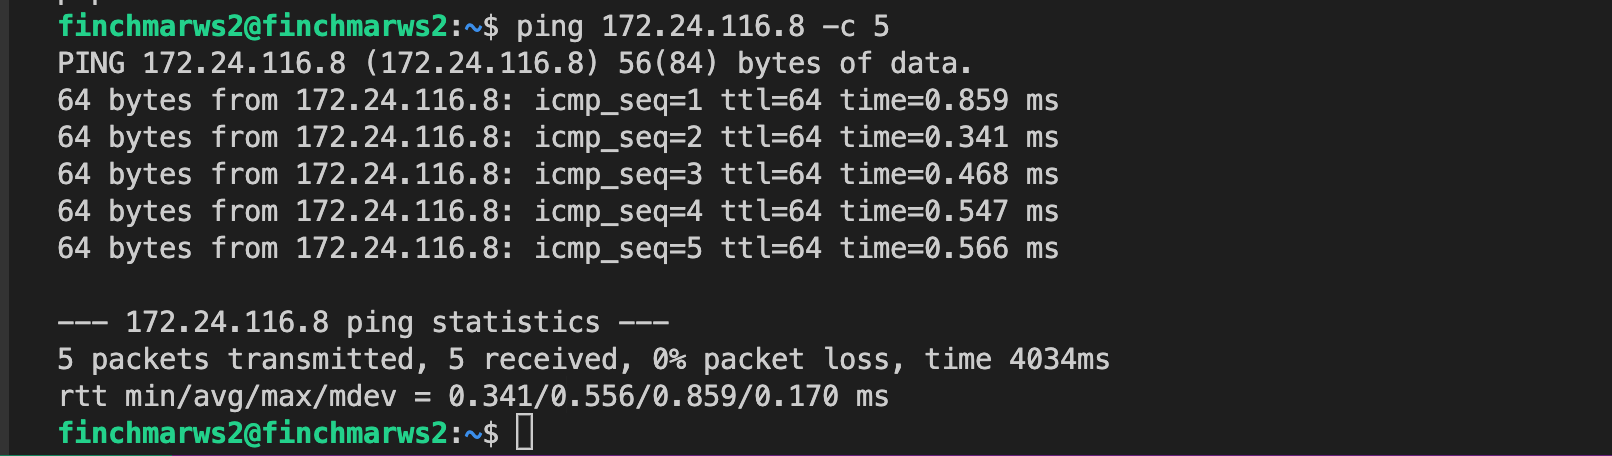 finchmarws2@finchmarws2:~$ ping 172.24.116.8 -c 5
PING 172.24.116.8 (172.24.116.8) 56(84) bytes of data.
64 bytes from 172.24.116.8: icmp_seq=1 ttl=64 time=0.859 ms
64 bytes from 172.24.116.8: icmp_seq=2 ttl=64 time=0.341 ms
64 bytes from 172.24.116.8: icmp_seq=3 ttl=64 time=0.468 ms
64 bytes from 172.24.116.8: icmp_seq=4 ttl=64 time=0.547 ms
64 bytes from 172.24.116.8: icmp_seq=5 ttl=64 time=0.566 ms
--- 172.24.116.8 ping statistics ---
5 packets transmitted, 5 received, 0% packet loss, time 4034ms
rtt min/avg/max/mdev = 0.341/0.556/0.859/0.170 ms
finchmarws2@finchmarws2:~$